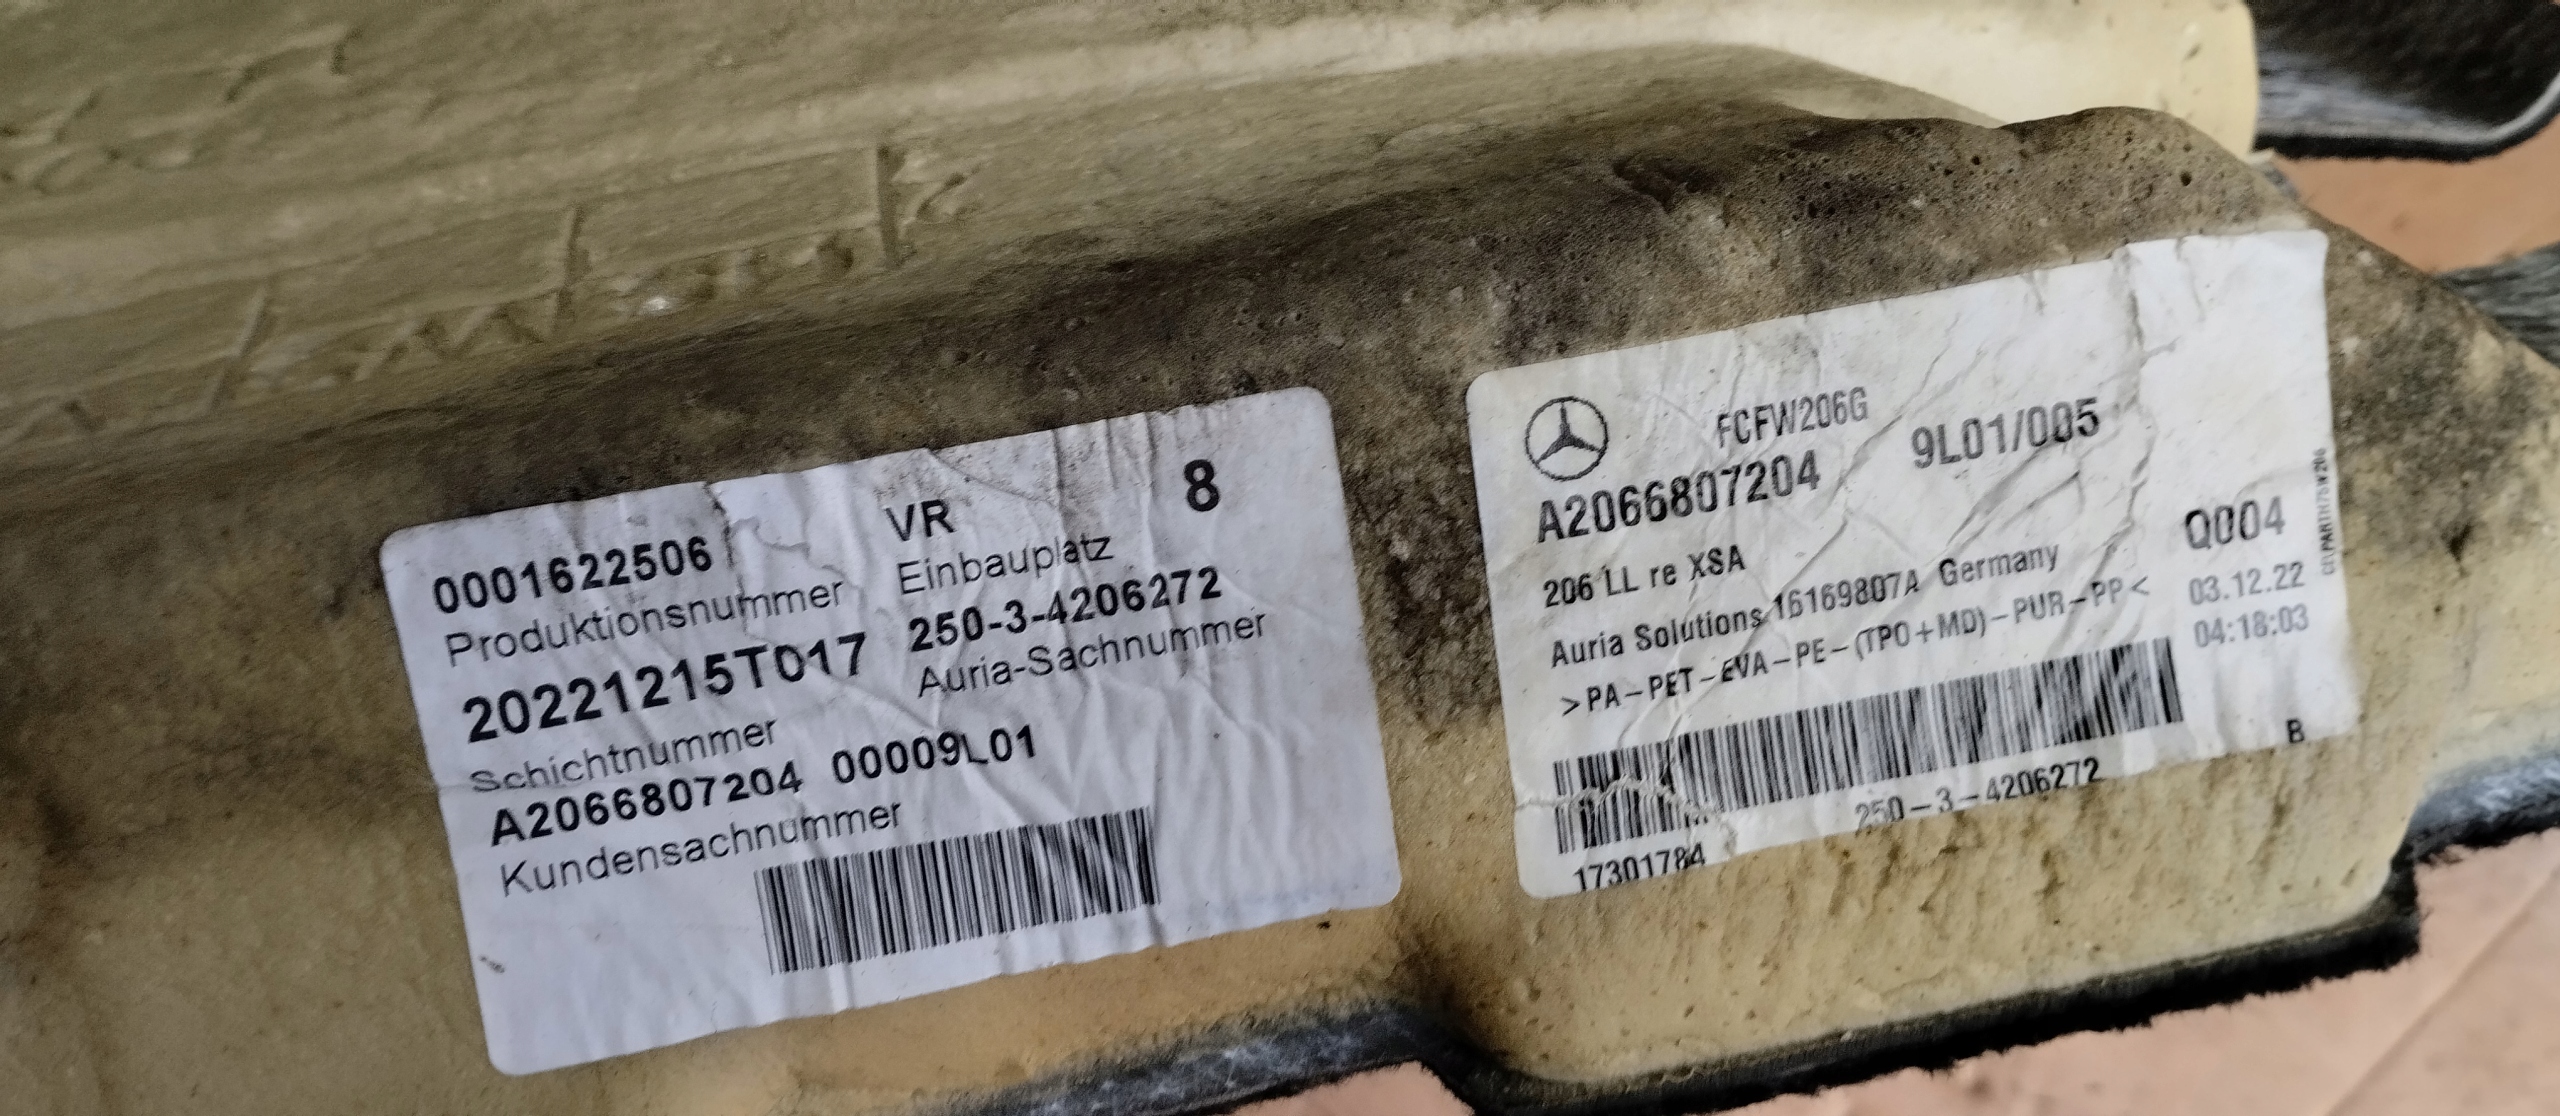 0001622506
Produktionsnummer
20221215T017
Schichtnummer
A2066807204 00009L01
Kundensachnummer
VR 8
Einbauplatz
250-3-4206272
Auria-Sachnummer
FCFW206G
A2066807204 9L01/005
206 LL re XSA Q004
Auria Solutions 16169807A Germany 03.12.22
>PA-PET-EVA-PE-(TPO+MD)-PUR-PP< 04:18:03
250-3-4206272 B
17301784